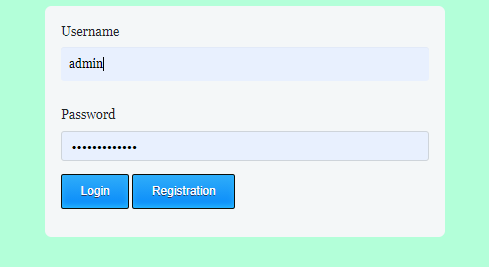 Username
admin
Password
•••••••••••••
Login Registration